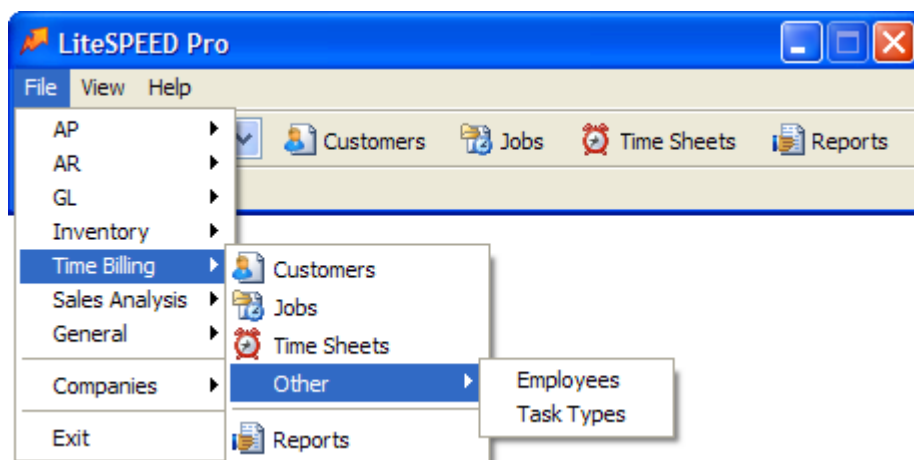 LiteSPEED Pro
File View Help
Customers Jobs Time Sheets Reports
AP
AR
GL
Inventory
Time Billing
Sales Analysis
General
Companies
Exit
Customers
Jobs
Time Sheets
Other
Reports
Employees
Task Types